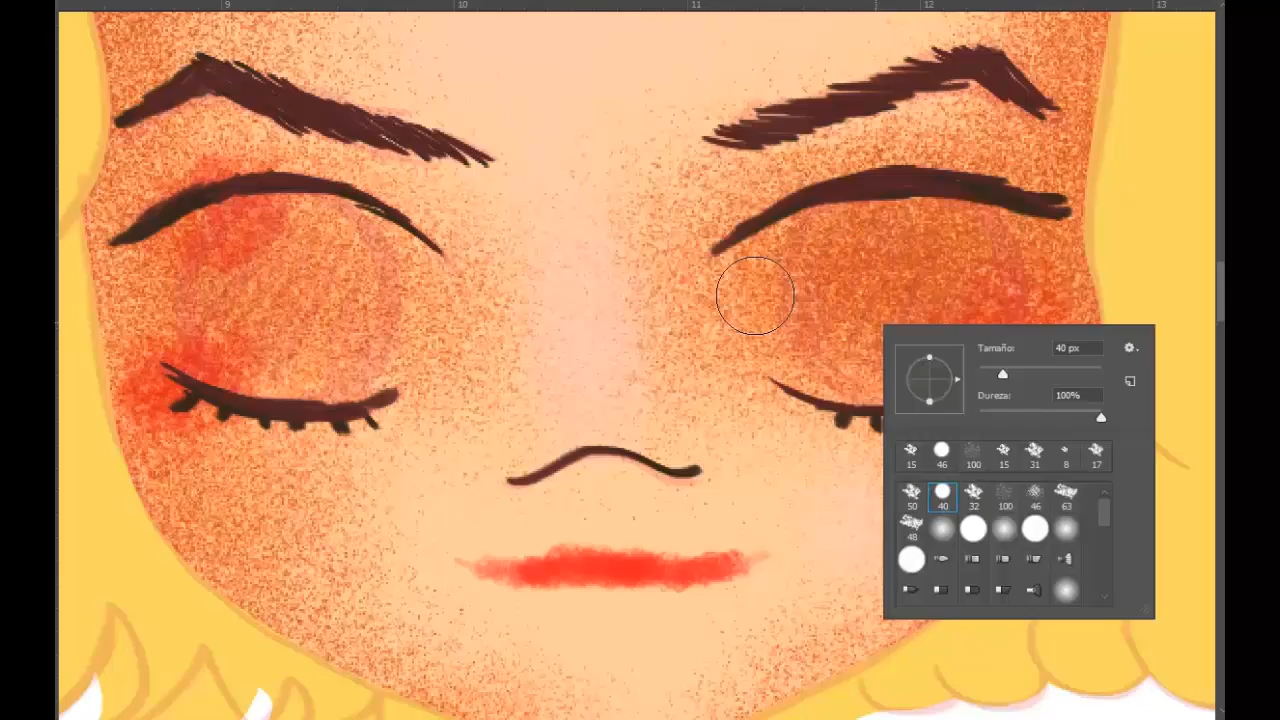 9 10 11 12 13
Tamaño: 40 px
Dureza: 100%
15 46 100 15 31 8 17
50 40 32 100 46 63
48